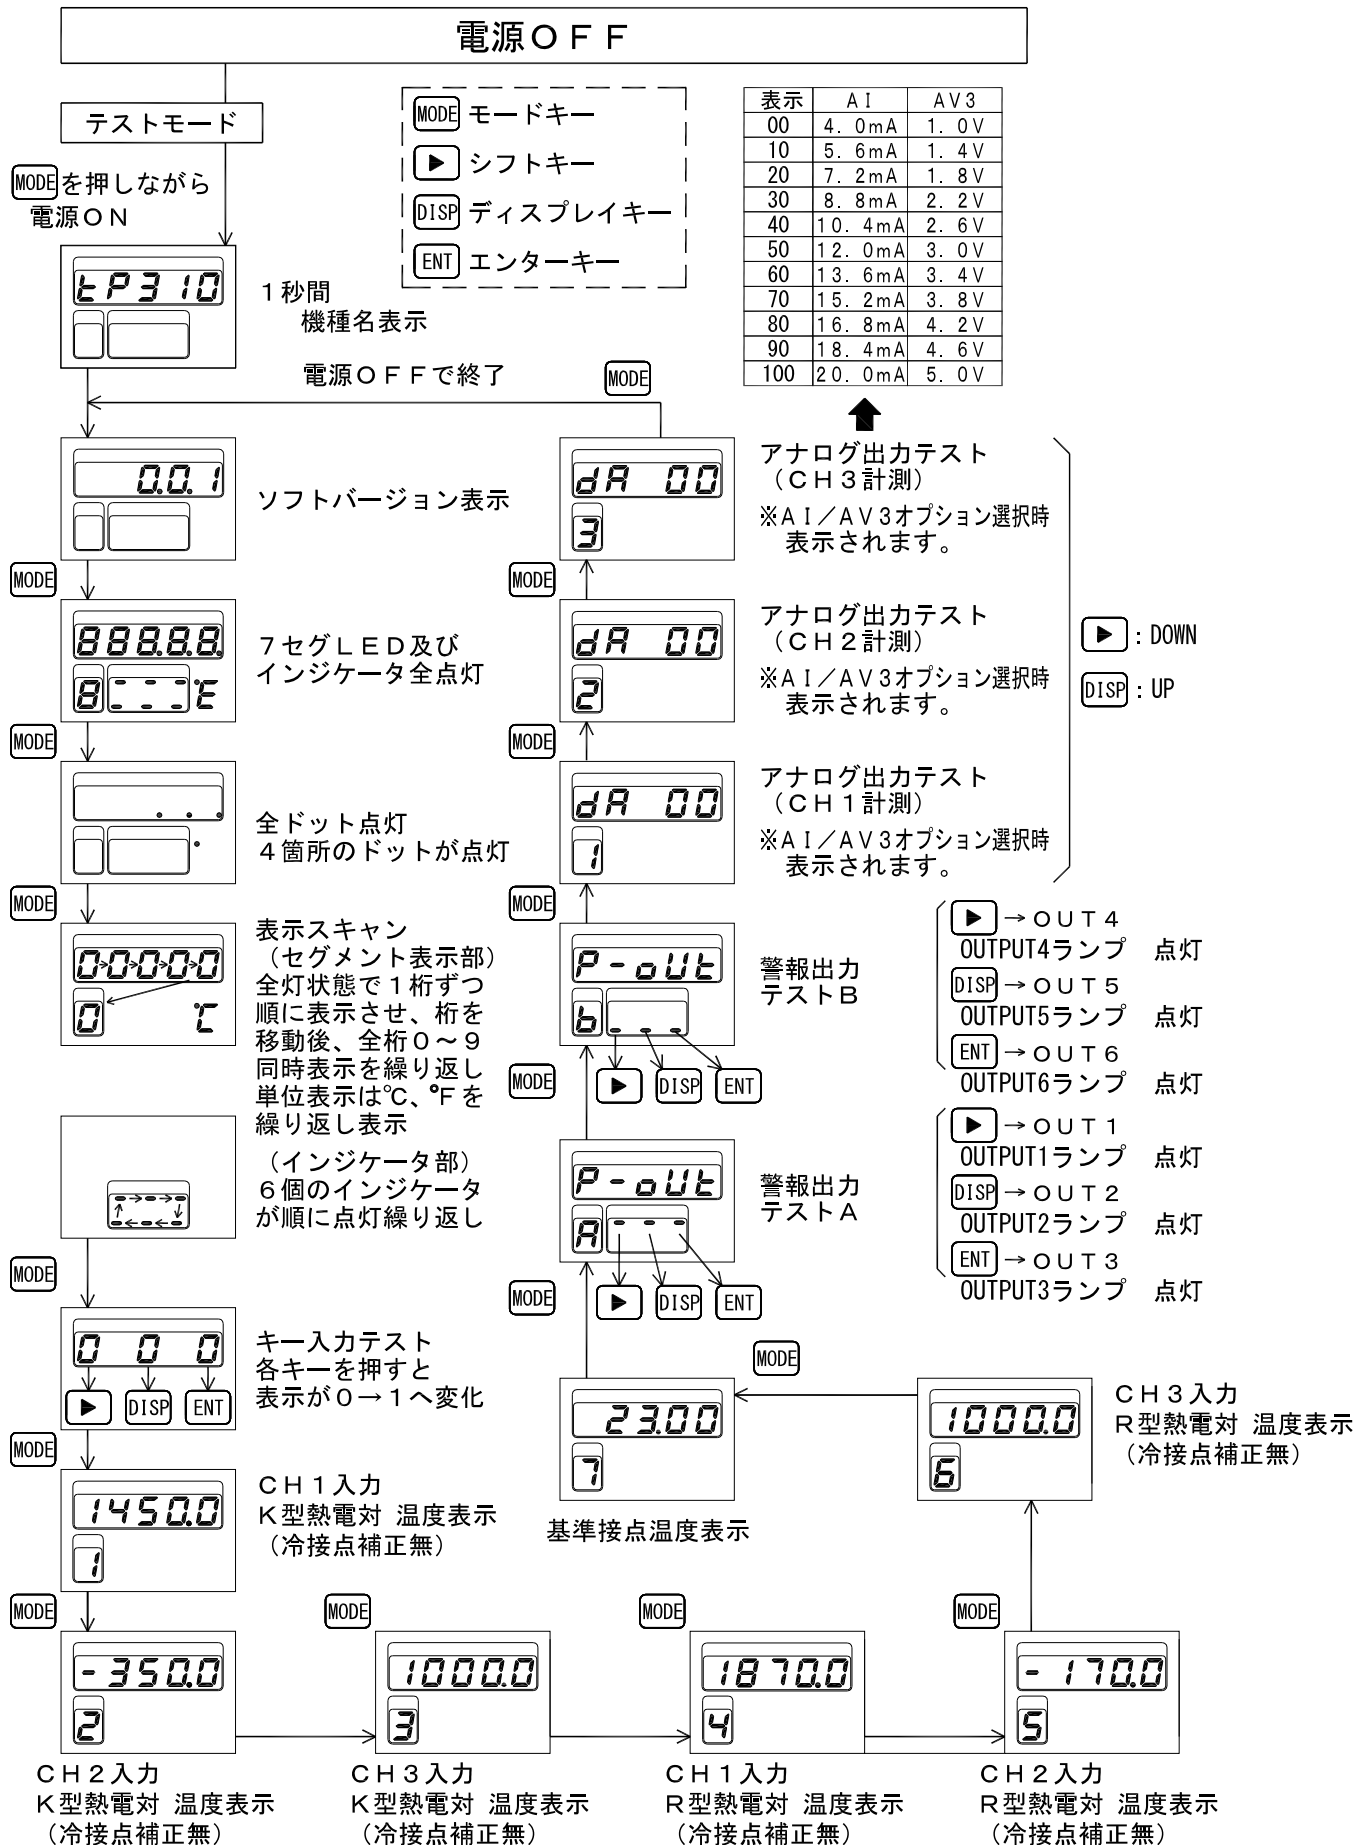 電源ＯＦＦ
テストモード
MODEを押しながら
電源ＯＮ
MODE モードキー
▶ シフトキー
DISP ディスプレイキー
ENT エンターキー
表示 ＡＩ ＡＶ３
00 4.0mA 1.0V
10 5.6mA 1.4V
20 7.2mA 1.8V
30 8.8mA 2.2V
40 10.4mA 2.6V
50 12.0mA 3.0V
60 13.6mA 3.4V
70 15.2mA 3.8V
80 16.8mA 4.2V
90 18.4mA 4.6V
100 20.0mA 5.0V
tP310
１秒間
機種名表示
電源ＯＦＦで終了
MODE
0.0.1
ソフトバージョン表示
MODE
888.8.8.
8 °E
７セグＬＥＤ及び
インジケータ全点灯
MODE
. . .
全ドット点灯
４箇所のドットが点灯
MODE
0→0→0→0→0
0 ℃
表示スキャン
（セグメント表示部）
全灯状態で１桁ずつ
順に表示させ、桁を
移動後、全桁０～９
同時表示を繰り返し
単位表示は℃、℉を
繰り返し表示
（インジケータ部）
６個のインジケータ
が順に点灯繰り返し
MODE
0 0 0
▶ DISP ENT
キー入力テスト
各キーを押すと
表示が０→１へ変化
MODE
1450.0
1
ＣＨ１入力
Ｋ型熱電対 温度表示
（冷接点補正無）
MODE
-350.0
2
ＣＨ２入力
Ｋ型熱電対 温度表示
（冷接点補正無）
MODE
1000.0
3
ＣＨ３入力
Ｋ型熱電対 温度表示
（冷接点補正無）
MODE
1870.0
4
ＣＨ１入力
Ｒ型熱電対 温度表示
（冷接点補正無）
MODE
-170.0
5
ＣＨ２入力
Ｒ型熱電対 温度表示
（冷接点補正無）
1000.0
6
ＣＨ３入力
Ｒ型熱電対 温度表示
（冷接点補正無）
MODE
23.00
7
基準接点温度表示
MODE
P-oUt
A
▶ DISP ENT
警報出力
テストＡ
▶→ＯＵＴ１
OUTPUT1ランプ 点灯
DISP→ＯＵＴ２
OUTPUT2ランプ 点灯
ENT→ＯＵＴ３
OUTPUT3ランプ 点灯
MODE
P-oUt
b
▶ DISP ENT
警報出力
テストＢ
▶→ＯＵＴ４
OUTPUT4ランプ 点灯
DISP→ＯＵＴ５
OUTPUT5ランプ 点灯
ENT→ＯＵＴ６
OUTPUT6ランプ 点灯
MODE
dA 00
1
アナログ出力テスト
（ＣＨ１計測）
※ＡＩ／ＡＶ３オプション選択時
表示されます。
MODE
dA 00
2
アナログ出力テスト
（ＣＨ２計測）
※ＡＩ／ＡＶ３オプション選択時
表示されます。
MODE
dA 00
3
アナログ出力テスト
（ＣＨ３計測）
※ＡＩ／ＡＶ３オプション選択時
表示されます。
▶：DOWN
DISP：UP